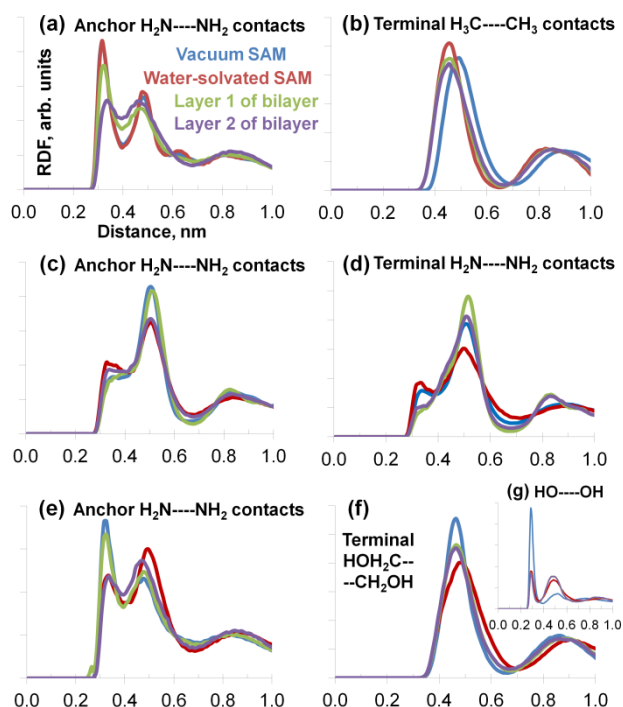 (a) Anchor H₂N----NH₂ contacts
Vacuum SAM
Water-solvated SAM
Layer 1 of bilayer
Layer 2 of bilayer
RDF, arb. units
0.0 0.2 0.4 0.6 0.8 1.0
Distance, nm
(b) Terminal H₃C----CH₃ contacts
0.0 0.2 0.4 0.6 0.8 1.0
(c) Anchor H₂N----NH₂ contacts
0.0 0.2 0.4 0.6 0.8 1.0
(d) Terminal H₂N----NH₂ contacts
0.0 0.2 0.4 0.6 0.8 1.0
(e) Anchor H₂N----NH₂ contacts
0.0 0.2 0.4 0.6 0.8 1.0
(f)
Terminal
HOH₂C--
--CH₂OH
0.0 0.2 0.4 0.6 0.8 1.0
(g) HO----OH
0.0 0.2 0.4 0.6 0.8 1.0